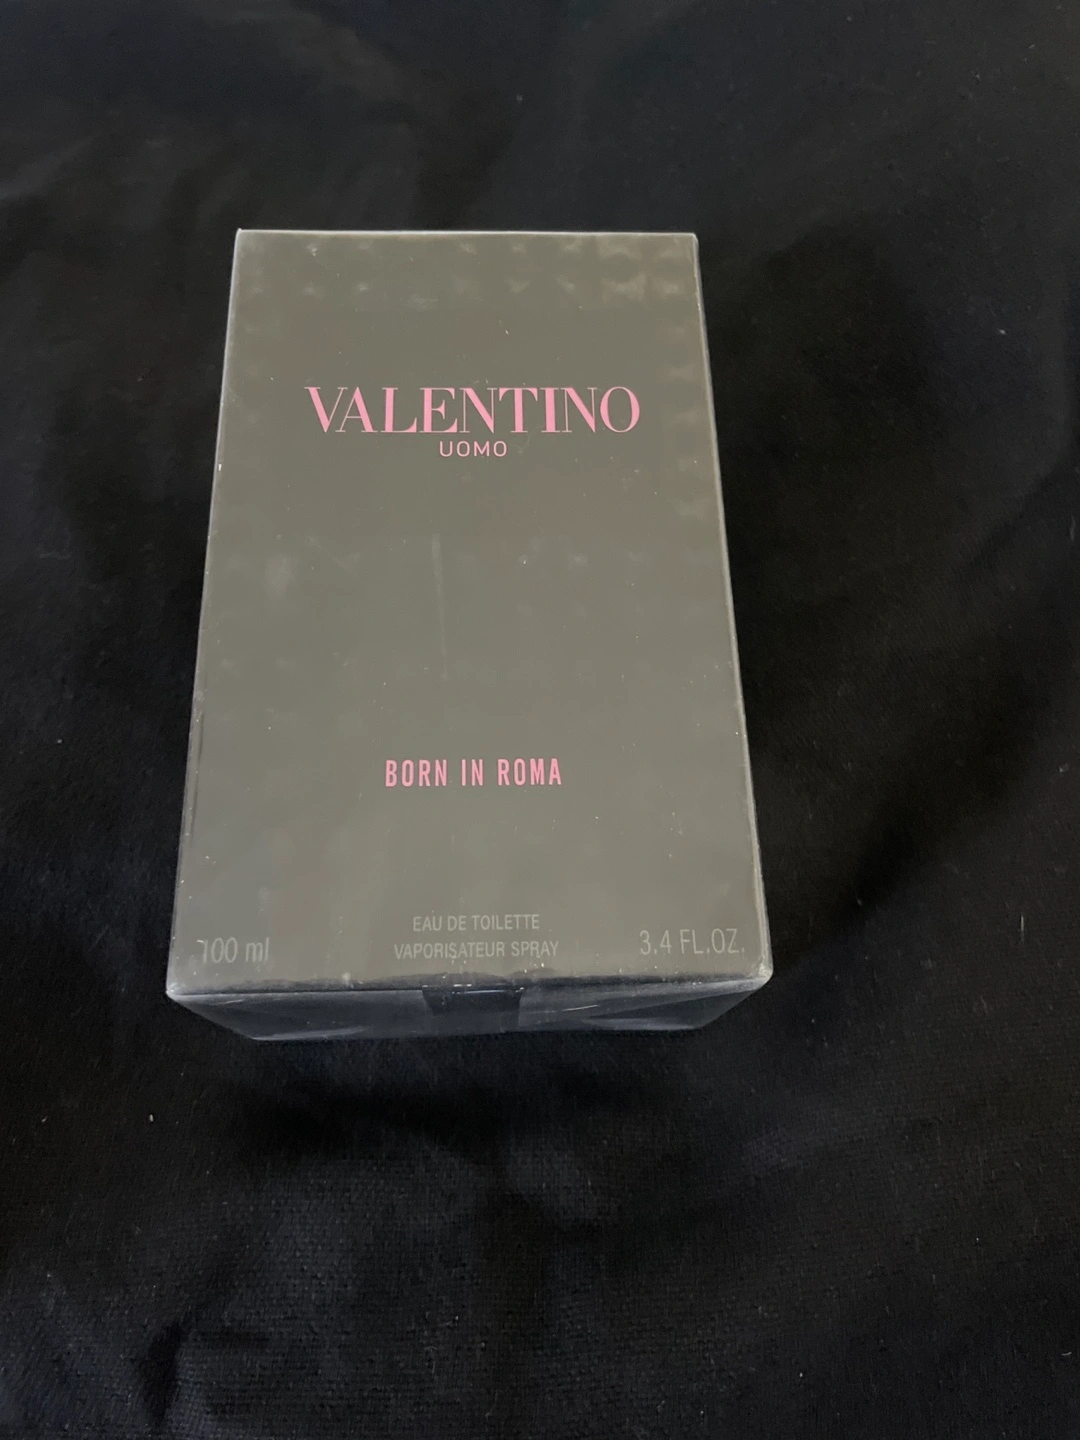 VALENTINO
UOMO
BORN IN ROMA
EAU DE TOILETTE
100 ml VAPORISATEUR SPRAY 3.4 FL.OZ.